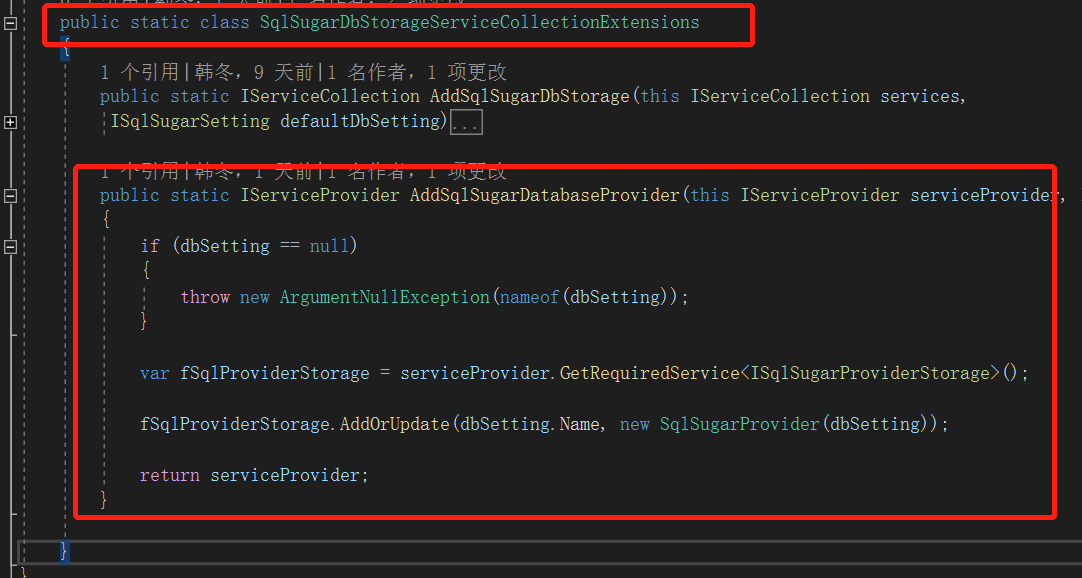 public static class SqlSugarDbStorageServiceCollectionExtensions
{
1 个引用|韩冬，9 天前|1 名作者，1 项更改
public static IServiceCollection AddSqlSugarDbStorage(this IServiceCollection services,
ISqlSugarSetting defaultDbSetting)...
1 个引用|韩冬，1 天前|1 名作者，1 项更改
public static IServiceProvider AddSqlSugarDatabaseProvider(this IServiceProvider serviceProvider,
{
if (dbSetting == null)
{
throw new ArgumentNullException(nameof(dbSetting));
}
var fSqlProviderStorage = serviceProvider.GetRequiredService<ISqlSugarProviderStorage>();
fSqlProviderStorage.AddOrUpdate(dbSetting.Name, new SqlSugarProvider(dbSetting));
return serviceProvider;
}
}
}